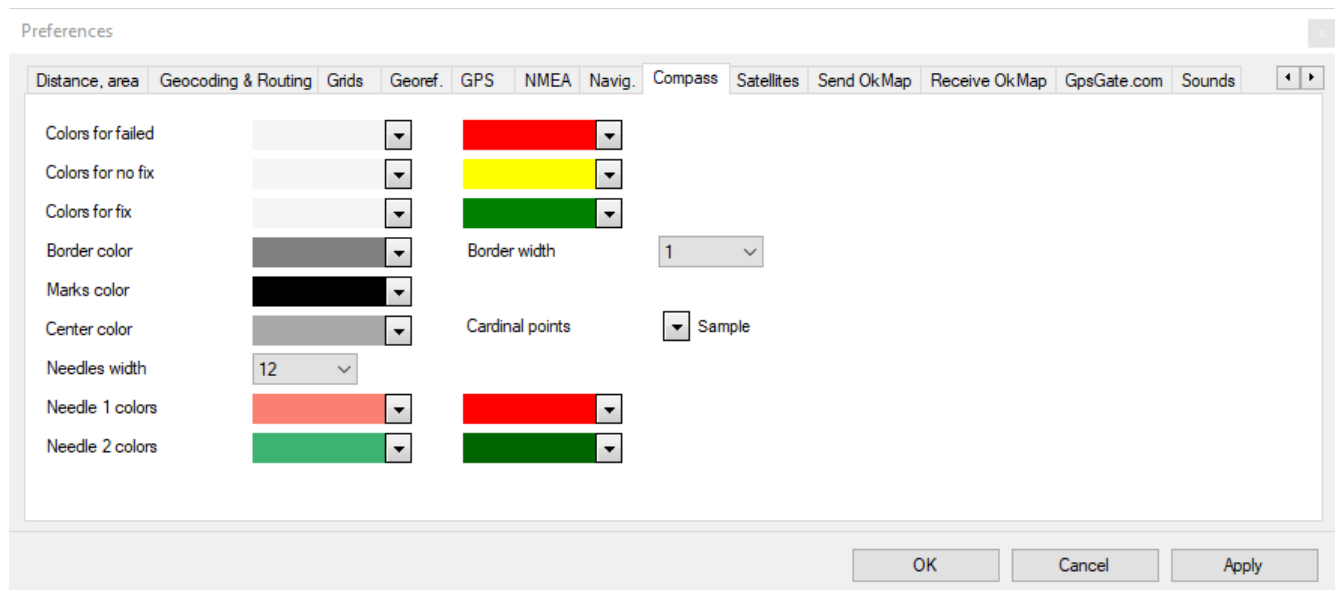 Preferences
Distance, area Geocoding & Routing Grids Georef. GPS NMEA Navig. Compass Satellites Send OkMap Receive OkMap GpsGate.com Sounds
Colors for failed
Colors for no fix
Colors for fix
Border color Border width 1
Marks color
Center color Cardinal points Sample
Needles width 12
Needle 1 colors
Needle 2 colors
OK Cancel Apply